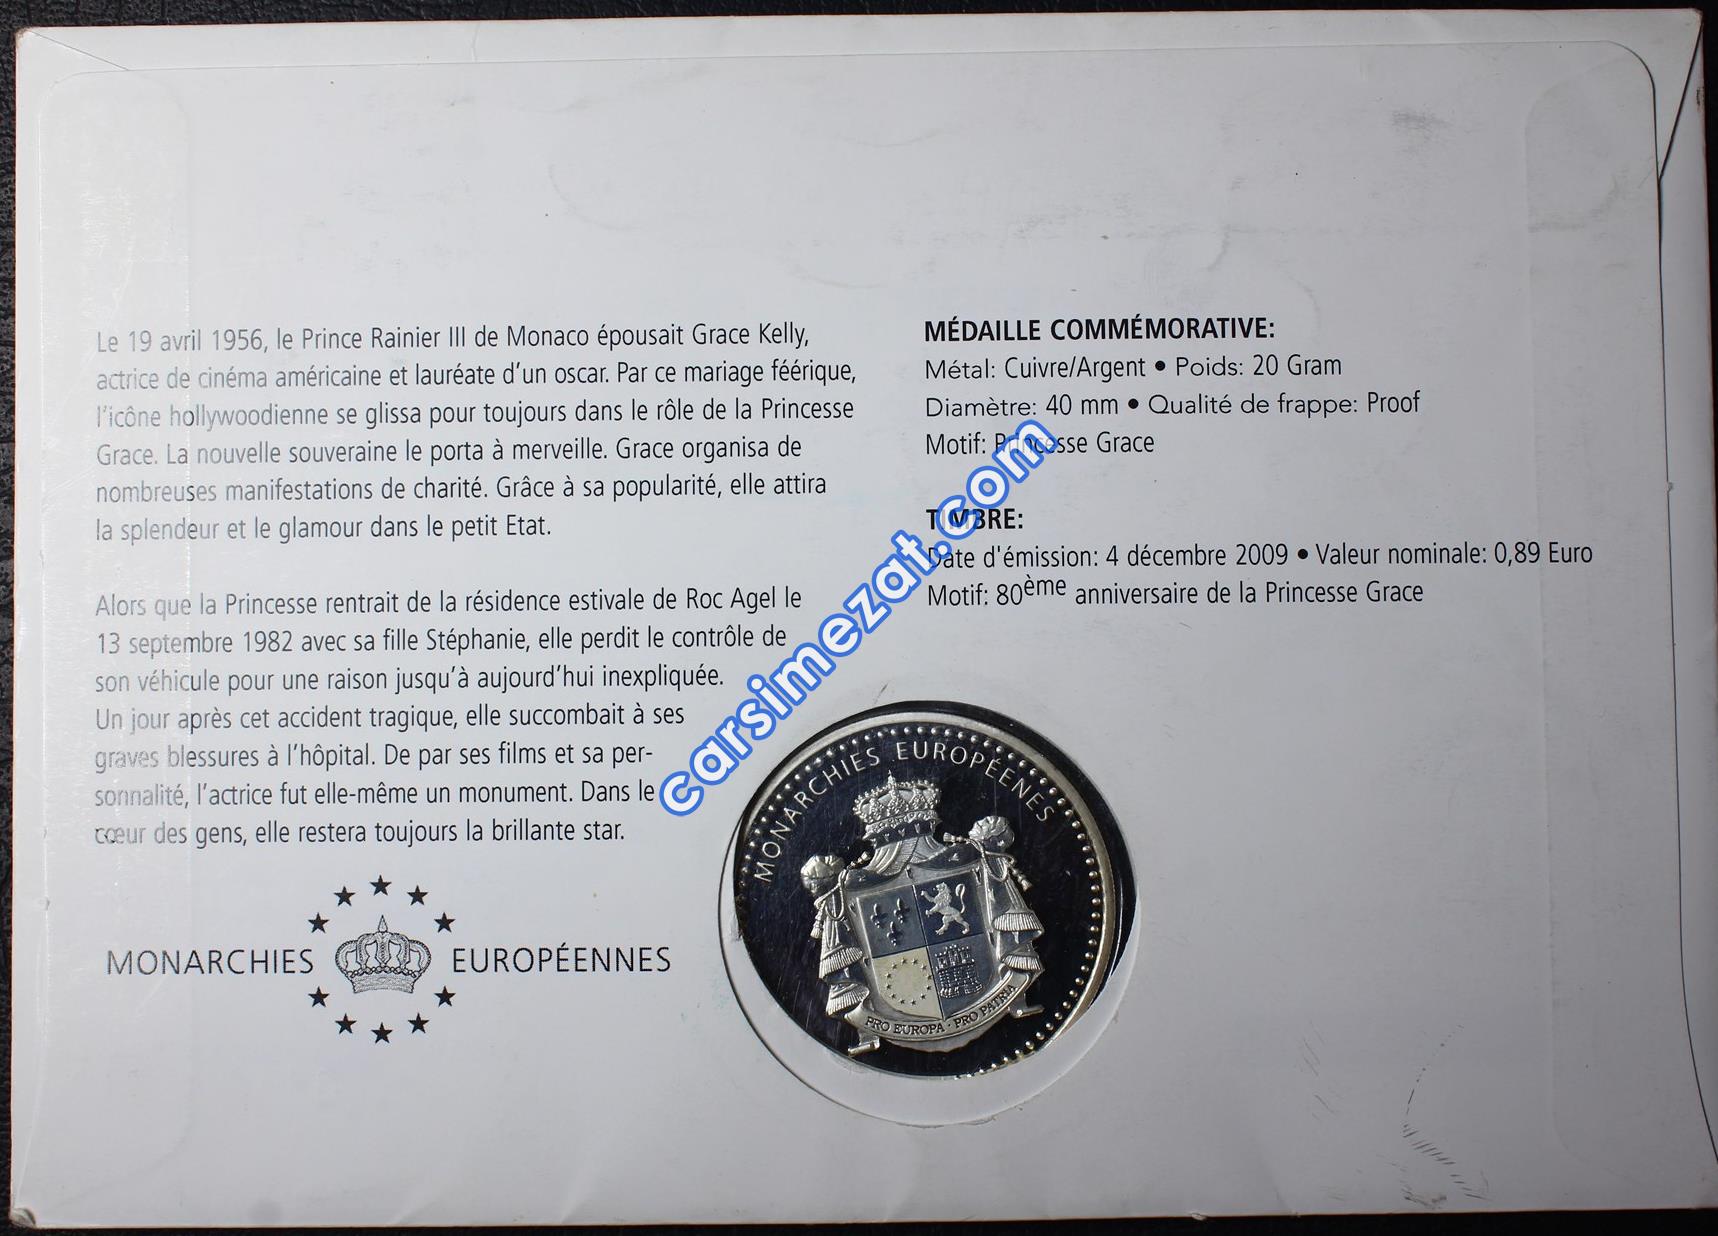 Le 19 avril 1956, le Prince Rainier III de Monaco épousait Grace Kelly,
actrice de cinéma américaine et lauréate d'un oscar. Par ce mariage féérique,
l'icône hollywoodienne se glissa pour toujours dans le rôle de la Princesse
Grace. La nouvelle souveraine le porta à merveille. Grace organisa de
nombreuses manifestations de charité. Grâce à sa popularité, elle attira
la splendeur et le glamour dans le petit Etat.
Alors que la Princesse rentrait de la résidence estivale de Roc Agel le
13 septembre 1982 avec sa fille Stéphanie, elle perdit le contrôle de
son véhicule pour une raison jusqu'à aujourd'hui inexpliquée.
Un jour après cet accident tragique, elle succombait à ses
graves blessures à l'hôpital. De par ses films et sa per-
sonnalité, l'actrice fut elle-même un monument. Dans le
cœur des gens, elle restera toujours la brillante star.
MONARCHIES EUROPÉENNES
MÉDAILLE COMMÉMORATIVE:
Métal: Cuivre/Argent • Poids: 20 Gram
Diamètre: 40 mm • Qualité de frappe: Proof
Motif: Princesse Grace
TIMBRE:
Date d'émission: 4 décembre 2009 • Valeur nominale: 0,89 Euro
Motif: 80ème anniversaire de la Princesse Grace
carsimezat.com
MONARCHIES EUROPÉENES
PRO EUROPA · PRO PATRIA